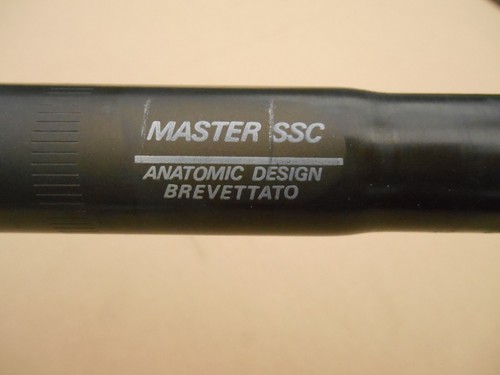 MASTER SSC
ANATOMIC DESIGN
BREVETTATO